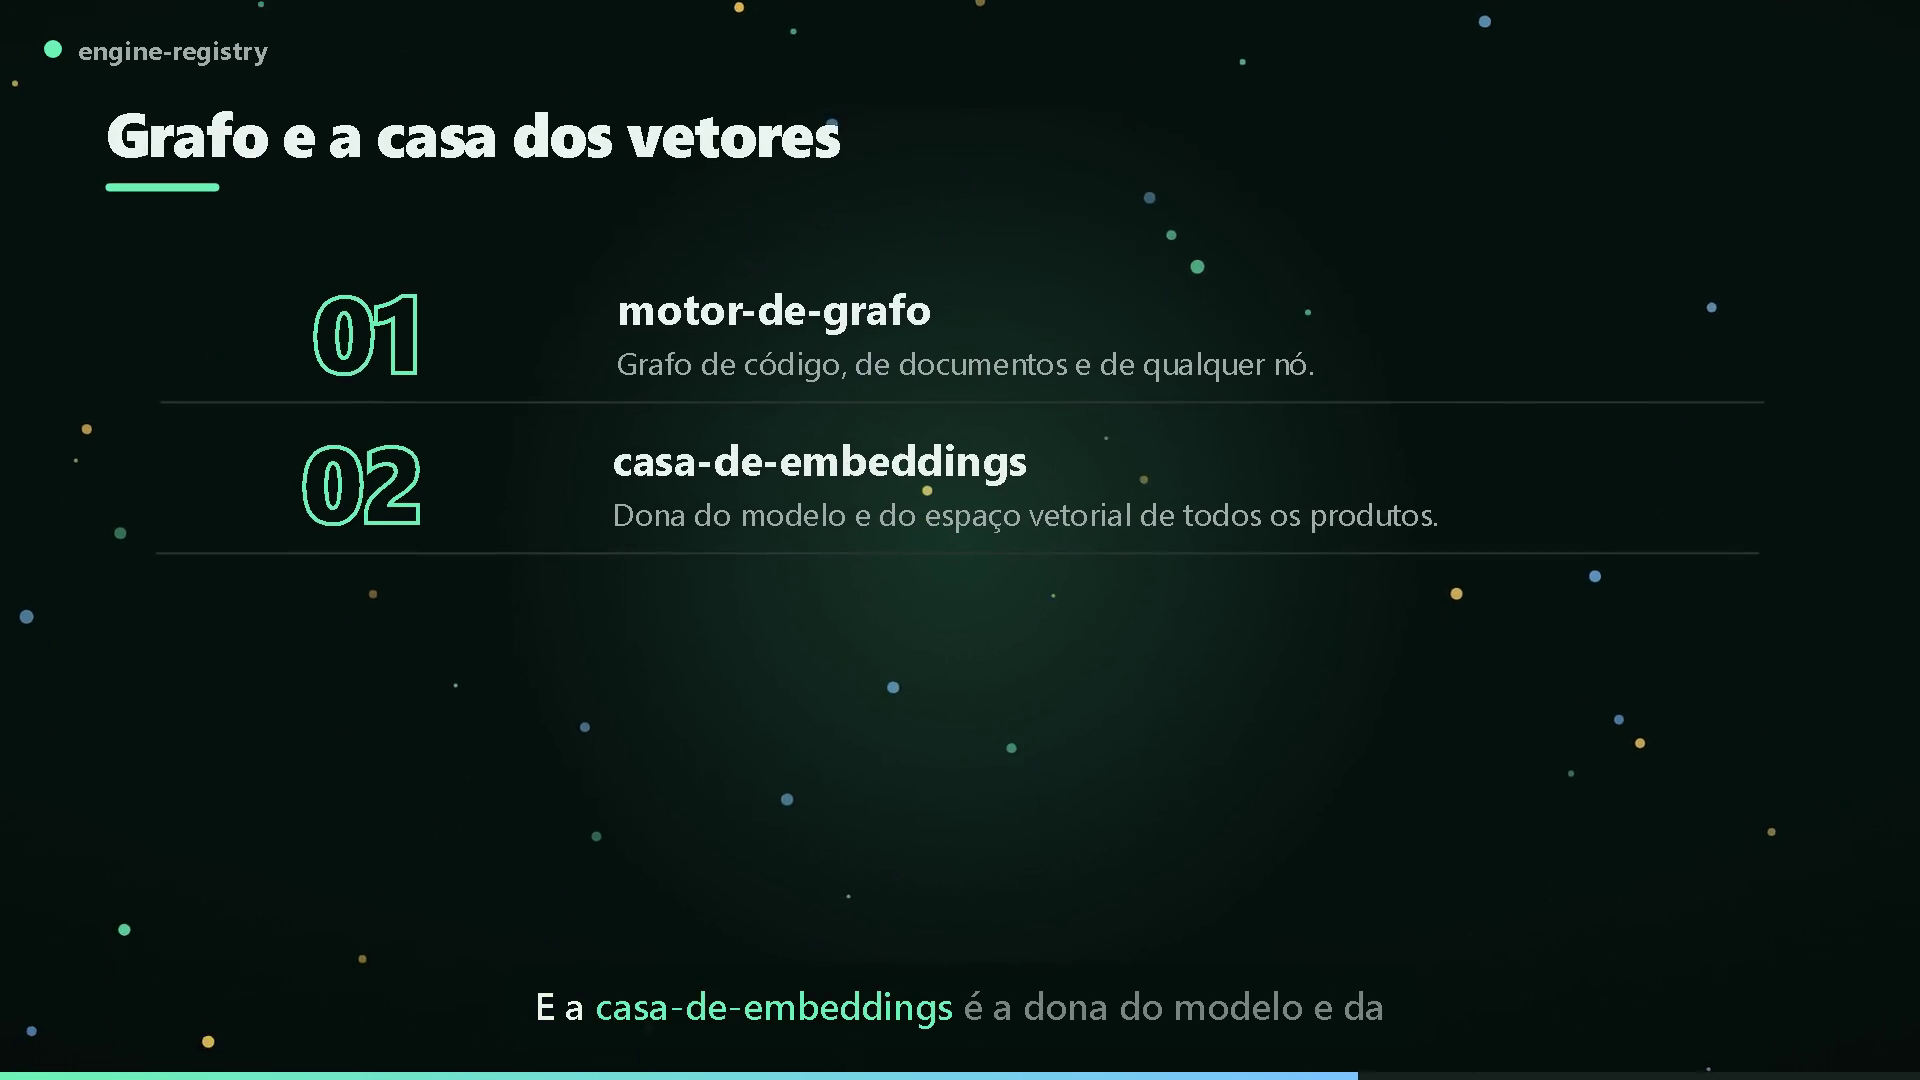 engine-registry
Grafo e a casa dos vetores
01
motor-de-grafo
Grafo de código, de documentos e de qualquer nó.
02
casa-de-embeddings
Dona do modelo e do espaço vetorial de todos os produtos.
E a casa-de-embeddings é a dona do modelo e da